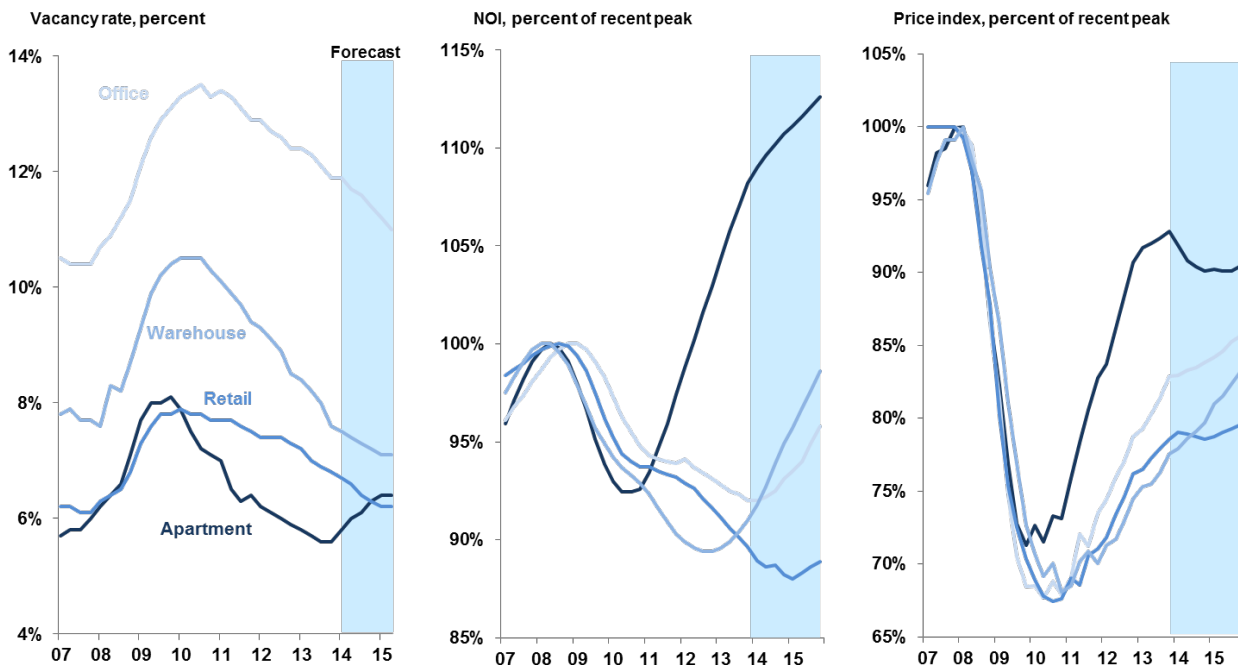 Vacancy rate, percent
NOI, percent of recent peak
Price index, percent of recent peak
Forecast
14%
12%
10%
8%
6%
4%
Office
Warehouse
Retail
Apartment
07 08 09 10 11 12 13 14 15
115%
110%
105%
100%
95%
90%
85%
07 08 09 10 11 12 13 14 15
105%
100%
95%
90%
85%
80%
75%
70%
65%
07 08 09 10 11 12 13 14 15